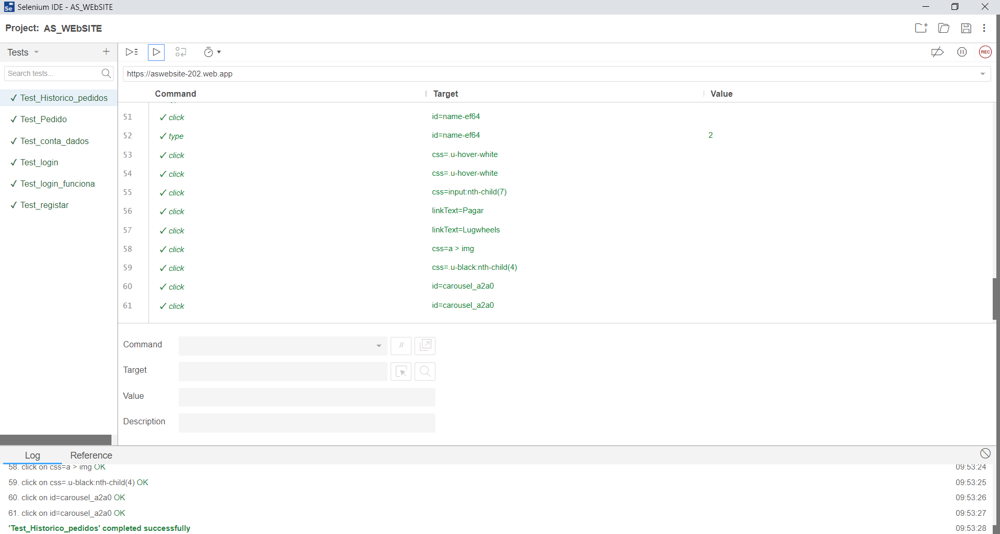 Se Selenium IDE - AS_WEbSITE
Project: AS_WEbSITE
Tests
Search tests...
✓ Test_Historico_pedidos
✓ Test_Pedido
✓ Test_conta_dados
✓ Test_login
✓ Test_login_funciona
✓ Test_registar
REC
https://aswebsite-202.web.app
Command Target Value
51 ✓ click id=name-ef64
52 ✓ type id=name-ef64 2
53 ✓ click css=.u-hover-white
54 ✓ click css=.u-hover-white
55 ✓ click css=input:nth-child(7)
56 ✓ click linkText=Pagar
57 ✓ click linkText=Lugwheels
58 ✓ click css=a > img
59 ✓ click css=.u-black:nth-child(4)
60 ✓ click id=carousel_a2a0
61 ✓ click id=carousel_a2a0
Command //
Target
Value
Description
Log Reference
58. click on css=a > img OK 09:53:24
59. click on css=.u-black:nth-child(4) OK 09:53:25
60. click on id=carousel_a2a0 OK 09:53:26
61. click on id=carousel_a2a0 OK 09:53:27
'Test_Historico_pedidos' completed successfully 09:53:28